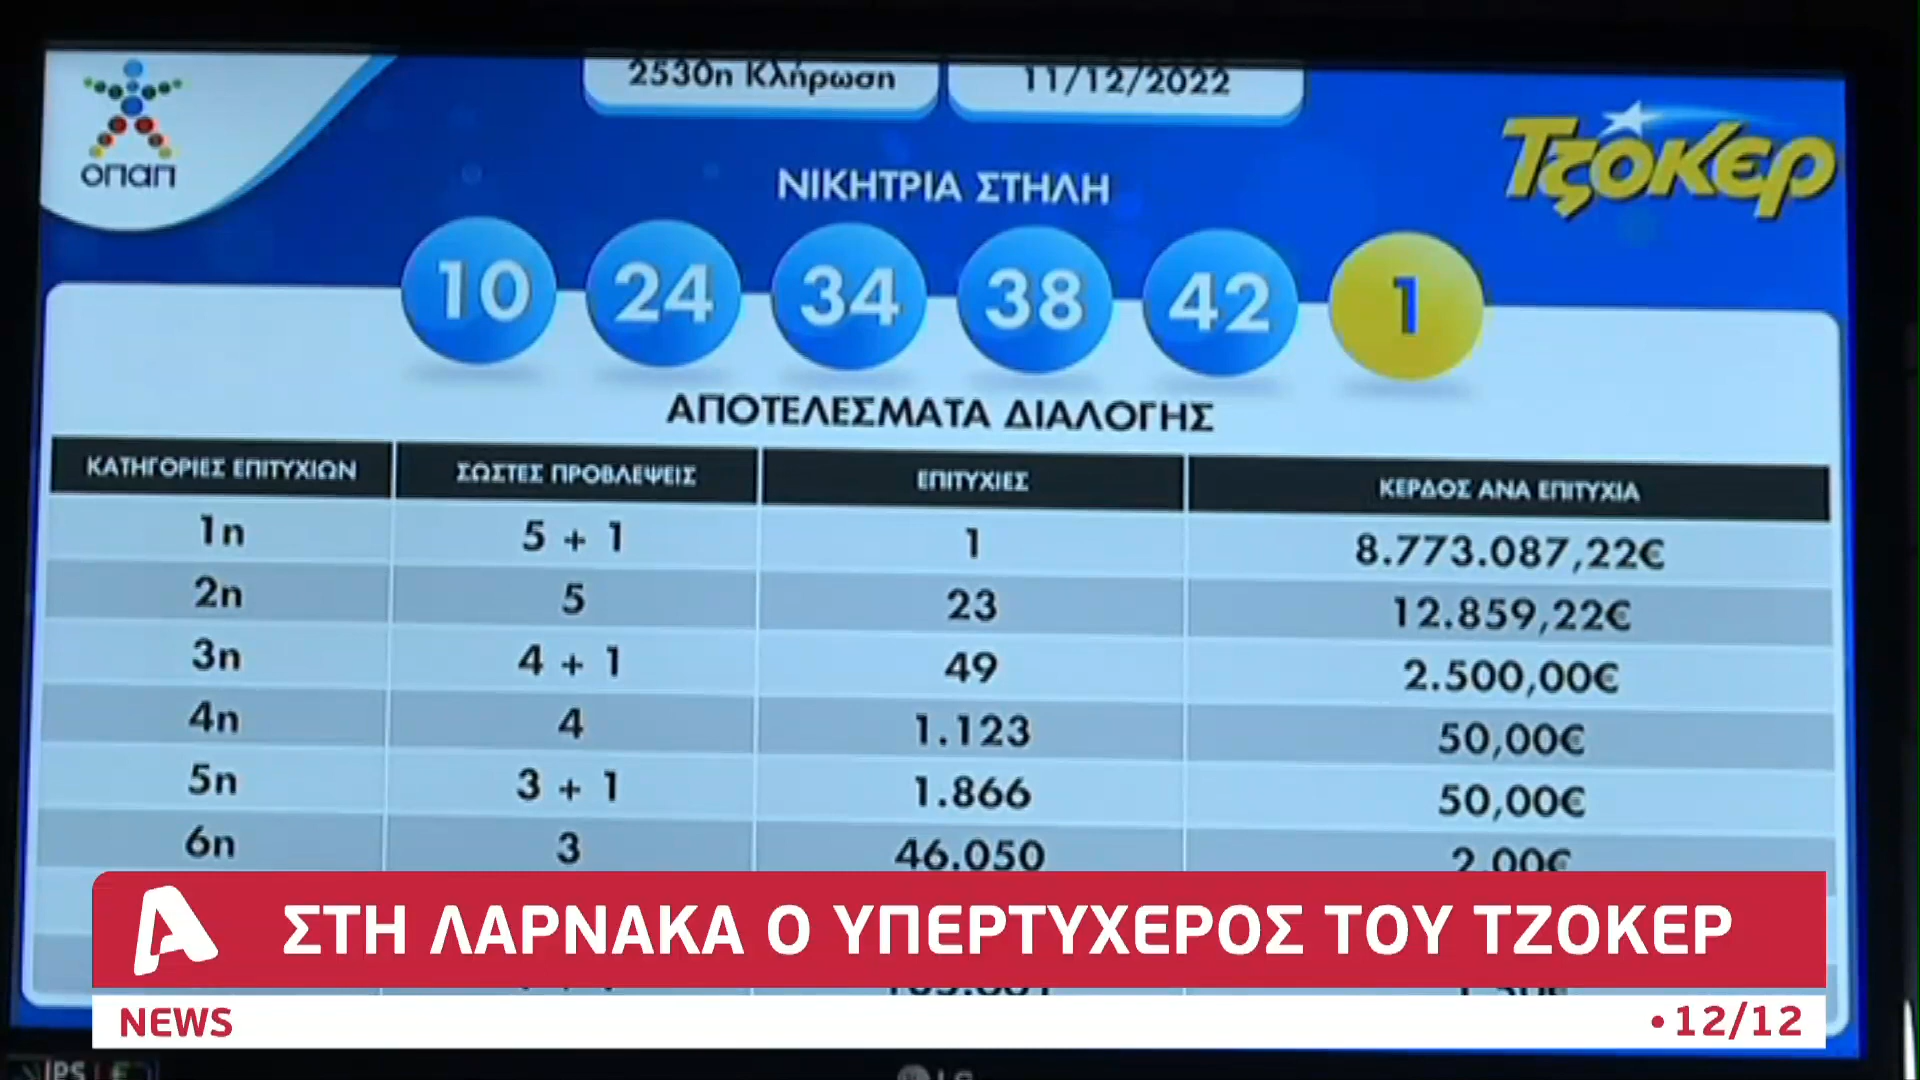 2530η Κλήρωση
11/12/2022
οπαπ
Τζοκερ
ΝΙΚΗΤΡΙΑ ΣΤΗΛΗ
10 24 34 38 42 1
ΑΠΟΤΕΛΕΣΜΑΤΑ ΔΙΑΛΟΓΗΣ
ΚΑΤΗΓΟΡΙΕΣ ΕΠΙΤΥΧΙΩΝ ΣΩΣΤΕΣ ΠΡΟΒΛΕΨΕΙΣ ΕΠΙΤΥΧΙΕΣ ΚΕΡΔΟΣ ΑΝΑ ΕΠΙΤΥΧΙΑ
1η 5 + 1 1 8.773.087,22€
2η 5 23 12.859,22€
3η 4 + 1 49 2.500,00€
4η 4 1.123 50,00€
5η 3 + 1 1.866 50,00€
6η 3 46.050 2,00€
ΣΤΗ ΛΑΡΝΑΚΑ Ο ΥΠΕΡΤΥΧΕΡΟΣ ΤΟΥ ΤΖΟΚΕΡ
NEWS
•12/12